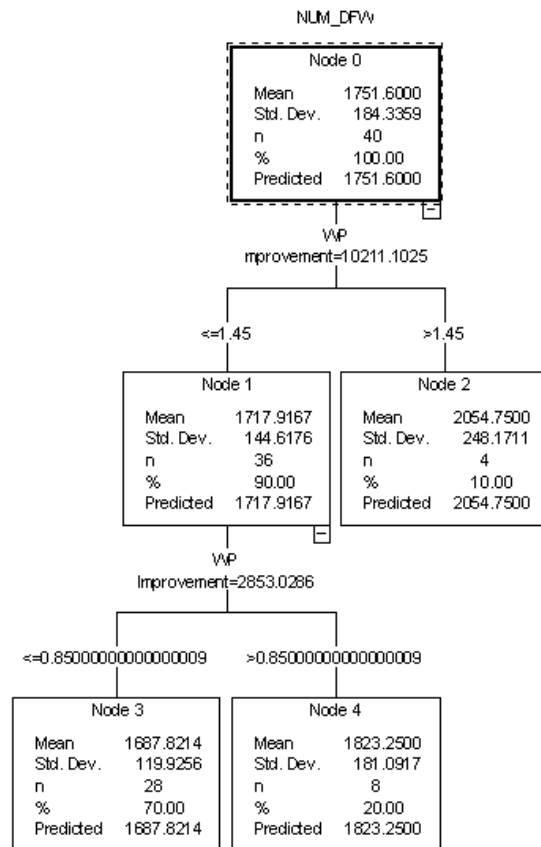 NUM_DFW
Node 0
Mean 1751.6000
Std. Dev. 184.3359
n 40
% 100.00
Predicted 1751.6000
WP
mprovement=10211.1025
<=1.45 >1.45
Node 1
Mean 1717.9167
Std. Dev. 144.6176
n 36
% 90.00
Predicted 1717.9167
Node 2
Mean 2054.7500
Std. Dev. 248.1711
n 4
% 10.00
Predicted 2054.7500
WP
Improvement=2853.0286
<=0.85000000000000009 >0.85000000000000009
Node 3
Mean 1687.8214
Std. Dev. 119.9256
n 28
% 70.00
Predicted 1687.8214
Node 4
Mean 1823.2500
Std. Dev. 181.0917
n 8
% 20.00
Predicted 1823.2500